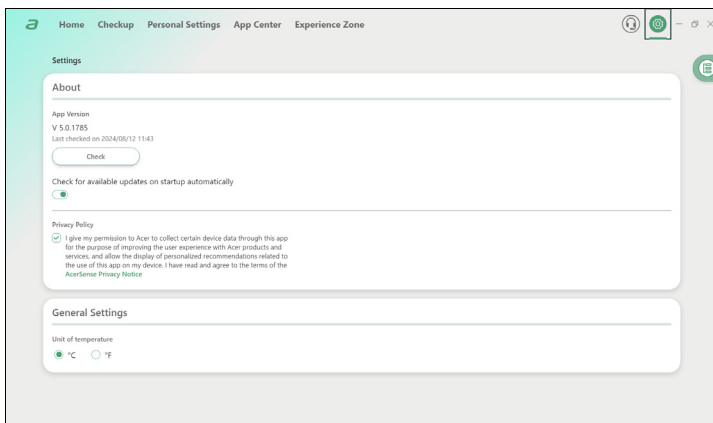 a Home Checkup Personal Settings App Center Experience Zone
Settings
About
App Version
V 5.0.1785
Last checked on 2024/08/12 11:43
Check
Check for available updates on startup automatically
Privacy Policy
I give my permission to Acer to collect certain device data through this app
for the purpose of improving the user experience with Acer products and
services, and allow the display of personalized recommendations related to
the use of this app on my device. I have read and agree to the terms of the
AcerSense Privacy Notice
General Settings
Unit of temperature
°C °F